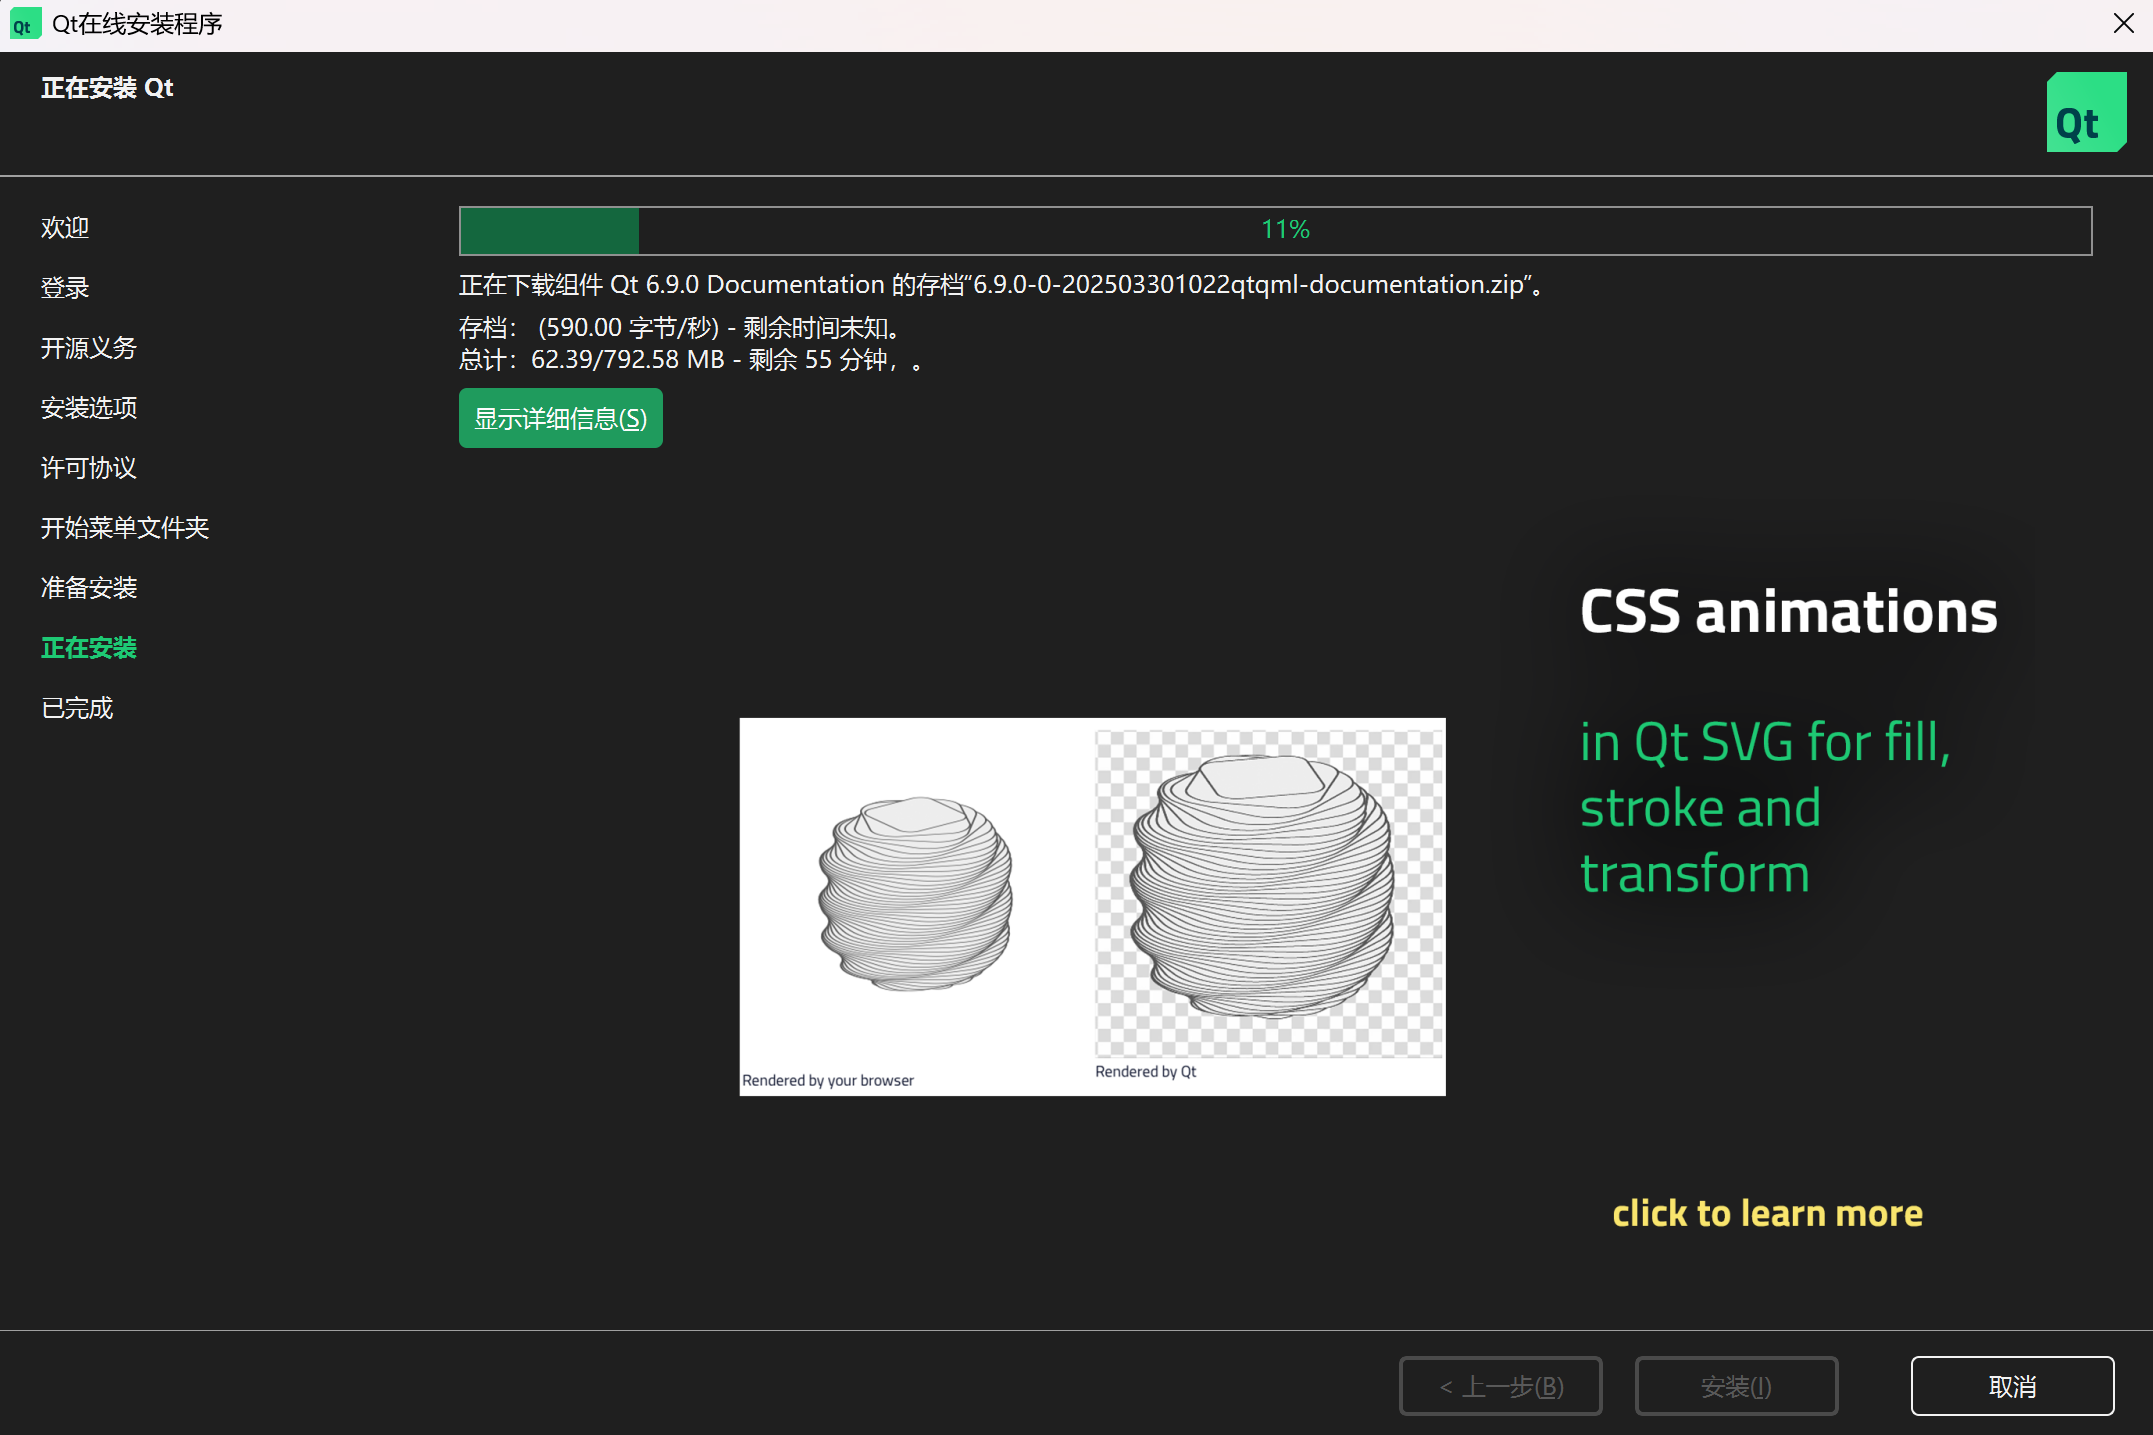 Qt在线安装程序
正在安装 Qt
Qt
欢迎
登录
开源义务
安装选项
许可协议
开始菜单文件夹
准备安装
正在安装
已完成
11%
正在下载组件 Qt 6.9.0 Documentation 的存档“6.9.0-0-202503301022qtqml-documentation.zip”。
存档： (590.00 字节/秒) - 剩余时间未知。
总计：62.39/792.58 MB - 剩余 55 分钟，。
显示详细信息(S)
CSS animations
in Qt SVG for fill,
stroke and
transform
Rendered by your browser
Rendered by Qt
click to learn more
< 上一步(B)
安装(I)
取消